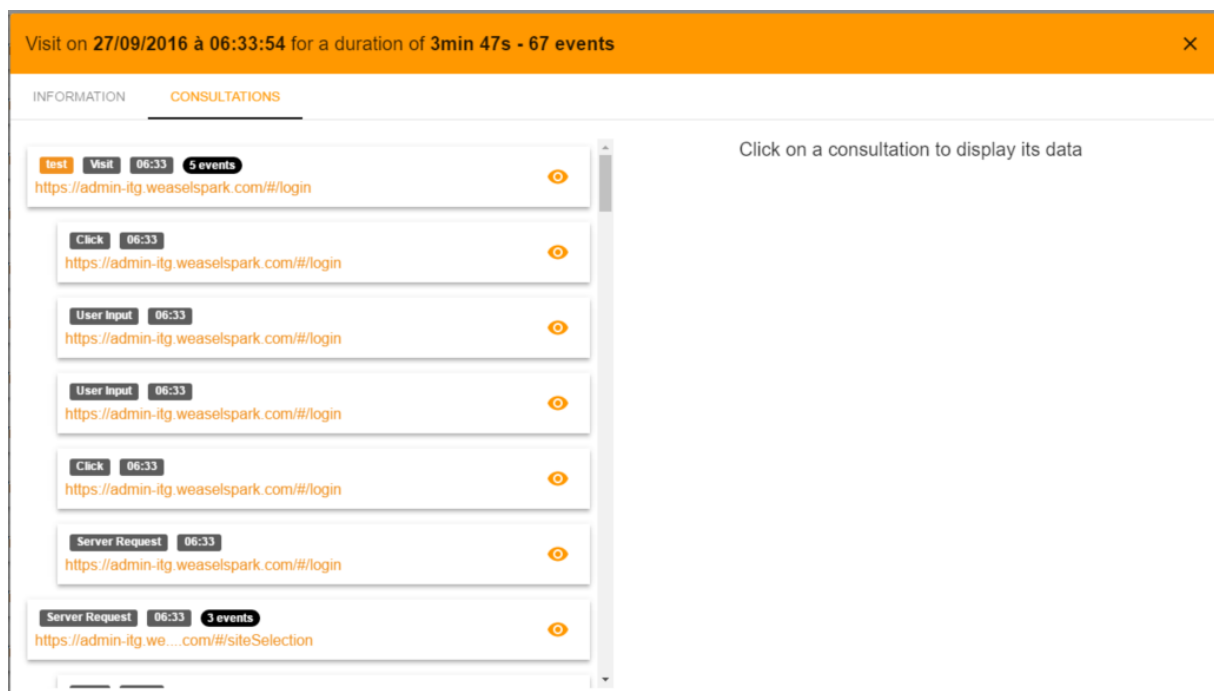 Visit on 27/09/2016 à 06:33:54 for a duration of 3min 47s - 67 events
INFORMATION CONSULTATIONS
Click on a consultation to display its data
test Visit 06:33 5 events
https://admin-itg.weaselspark.com/#/login
Click 06:33
https://admin-itg.weaselspark.com/#/login
User Input 06:33
https://admin-itg.weaselspark.com/#/login
User Input 06:33
https://admin-itg.weaselspark.com/#/login
Click 06:33
https://admin-itg.weaselspark.com/#/login
Server Request 06:33
https://admin-itg.weaselspark.com/#/login
Server Request 06:33 3 events
https://admin-itg.we....com/#/siteSelection